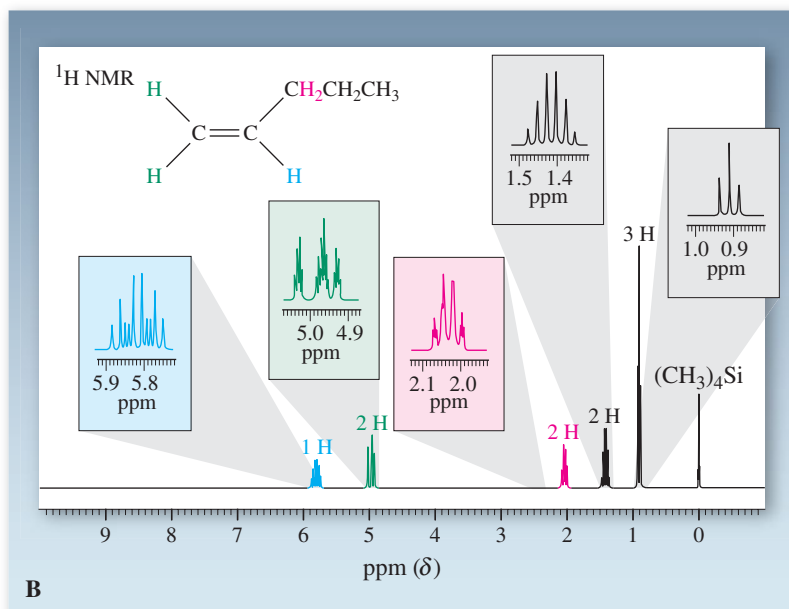 ¹H NMR
H
CH₂CH₂CH₃
C=C
H
H
1.5 1.4
ppm
1.0 0.9
ppm
5.0 4.9
ppm
5.9 5.8
ppm
2.1 2.0
ppm
3 H
(CH₃)₄Si
1 H
2 H
2 H
2 H
9 8 7 6 5 4 3 2 1 0
ppm (δ)
B